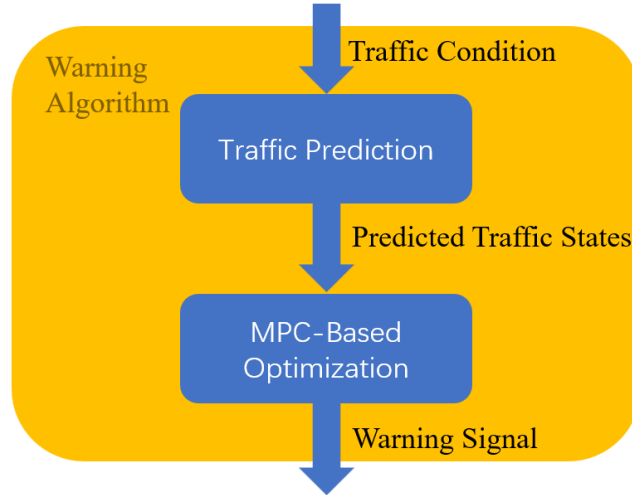 Traffic Condition
Warning
Algorithm
Traffic Prediction
Predicted Traffic States
MPC-Based
Optimization
Warning Signal